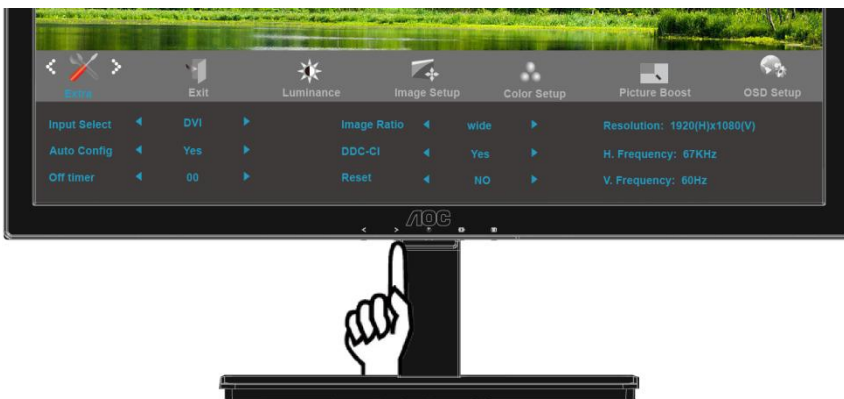 Extra Exit Luminance Image Setup Color Setup Picture Boost OSD Setup
Input Select DVI Image Ratio wide Resolution: 1920(H)x1080(V)
Auto Config Yes DDC-CI Yes H. Frequency: 67KHz
Off timer 00 Reset NO V. Frequency: 60Hz
AOC